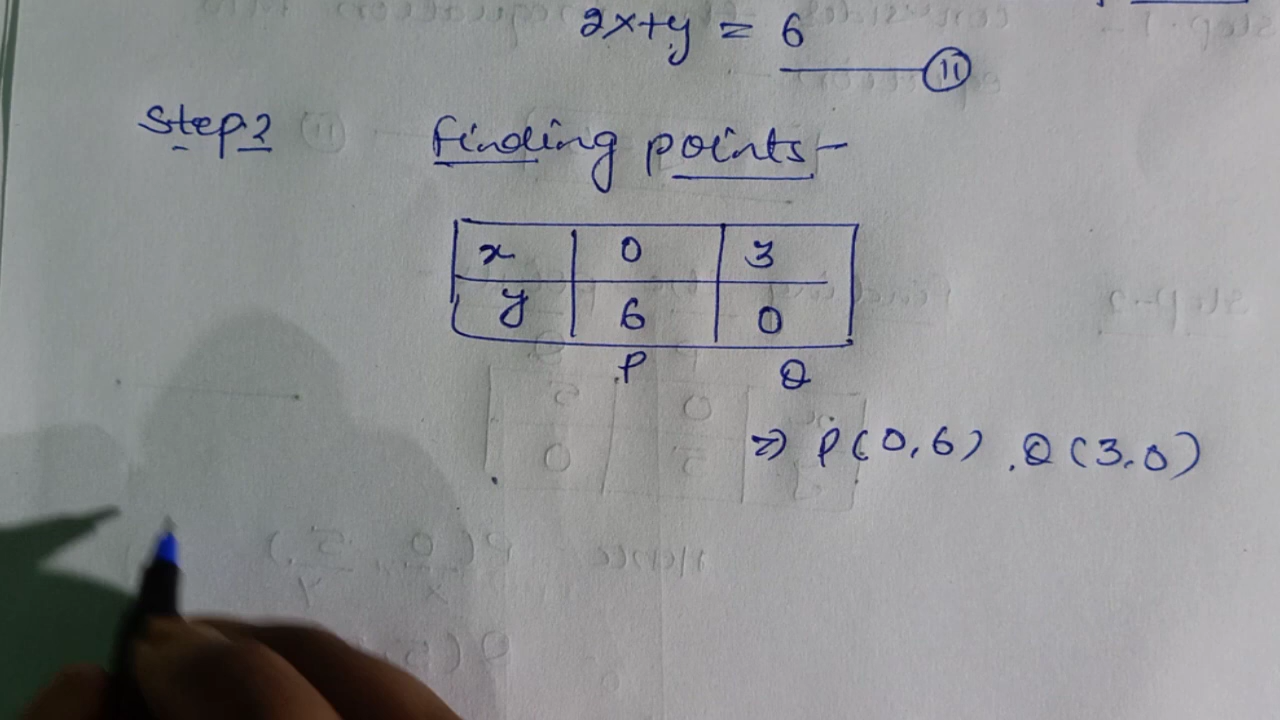 2x+y = 6
(11)
Step 2 Finding points-
x 0 3
y 6 0
P Q
⇒ P(0,6), Q(3,0)